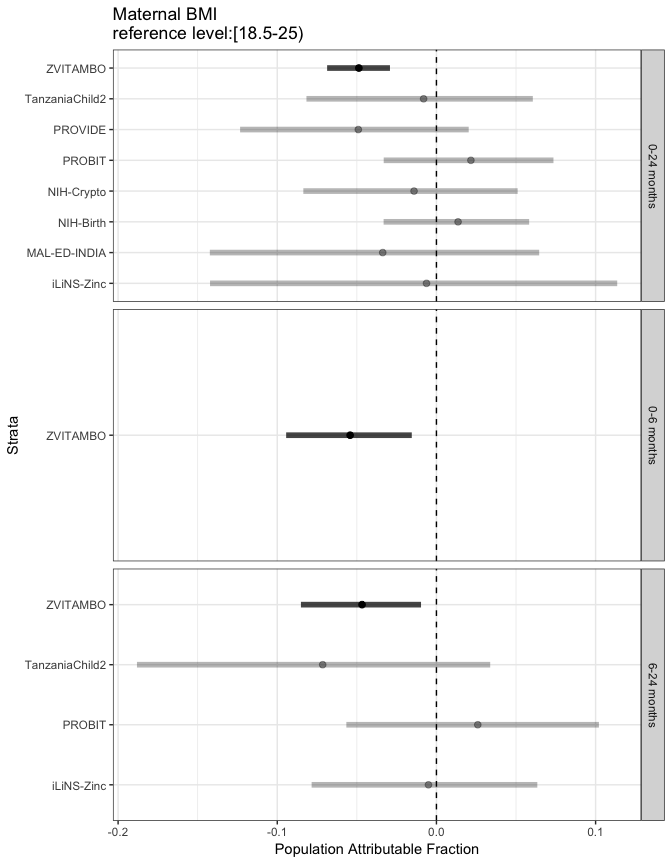 Maternal BMI
reference level:[18.5-25)
ZVITAMBO
TanzaniaChild2
PROVIDE
PROBIT
NIH-Crypto
NIH-Birth
MAL-ED-INDIA
iLiNS-Zinc
0-24 months
ZVITAMBO
0-6 months
ZVITAMBO
TanzaniaChild2
PROBIT
iLiNS-Zinc
6-24 months
Strata
-0.2
-0.1
0.0
0.1
Population Attributable Fraction